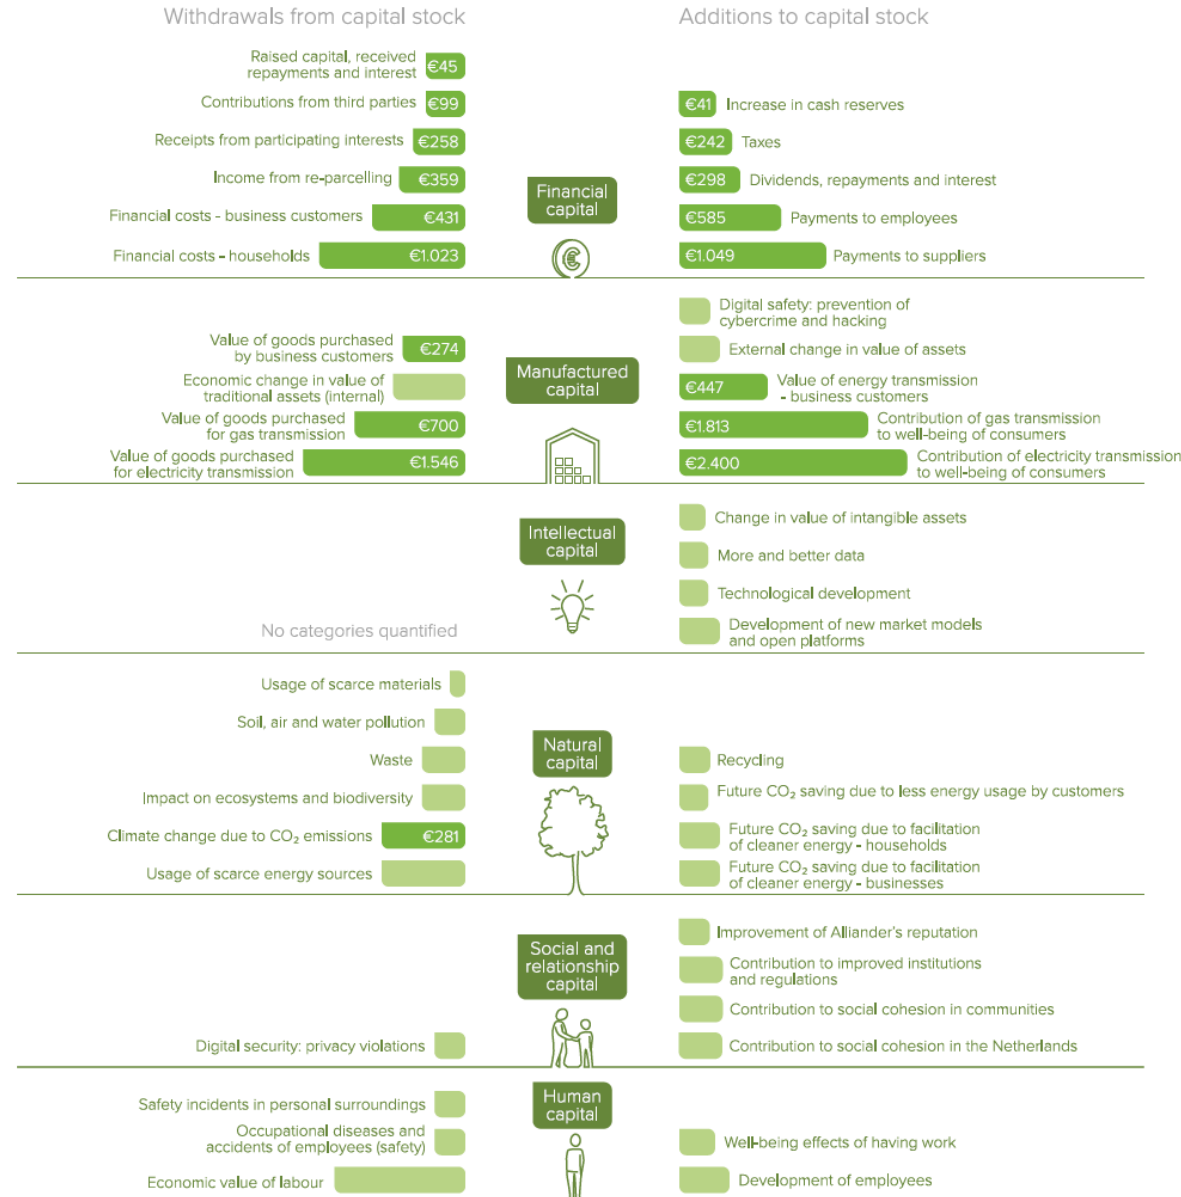 Withdrawals from capital stock
Additions to capital stock
Raised capital, received
repayments and interest
€45
Contributions from third parties
€99
€41
Increase in cash reserves
Receipts from participating interests
€258
€242
Taxes
Income from re-parcelling
€359
Financial
capital
€298
Dividends, repayments and interest
Financial costs - business customers
€431
€585
Payments to employees
Financial costs - households
€1.023
€1.049
Payments to suppliers
Digital safety: prevention of
cybercrime and hacking
Value of goods purchased
by business customers
€274
External change in value of assets
Manufactured
capital
Economic change in value of
traditional assets (internal)
€447
Value of energy transmission
- business customers
Value of goods purchased
for gas transmission
€700
€1.813
Contribution of gas transmission
to well-being of consumers
Value of goods purchased
for electricity transmission
€1.546
€2.400
Contribution of electricity transmission
to well-being of consumers
Intellectual
capital
Change in value of intangible assets
More and better data
Technological development
No categories quantified
Development of new market models
and open platforms
Usage of scarce materials
Soil, air and water pollution
Natural
capital
Waste
Recycling
Impact on ecosystems and biodiversity
Future CO₂ saving due to less energy usage by customers
Climate change due to CO₂ emissions
€281
Future CO₂ saving due to facilitation
of cleaner energy - households
Usage of scarce energy sources
Future CO₂ saving due to facilitation
of cleaner energy - businesses
Social and
relationship
capital
Improvement of Alliander's reputation
Contribution to improved institutions
and regulations
Contribution to social cohesion in communities
Digital security: privacy violations
Contribution to social cohesion in the Netherlands
Human
capital
Safety incidents in personal surroundings
Occupational diseases and
accidents of employees (safety)
Well-being effects of having work
Economic value of labour
Development of employees